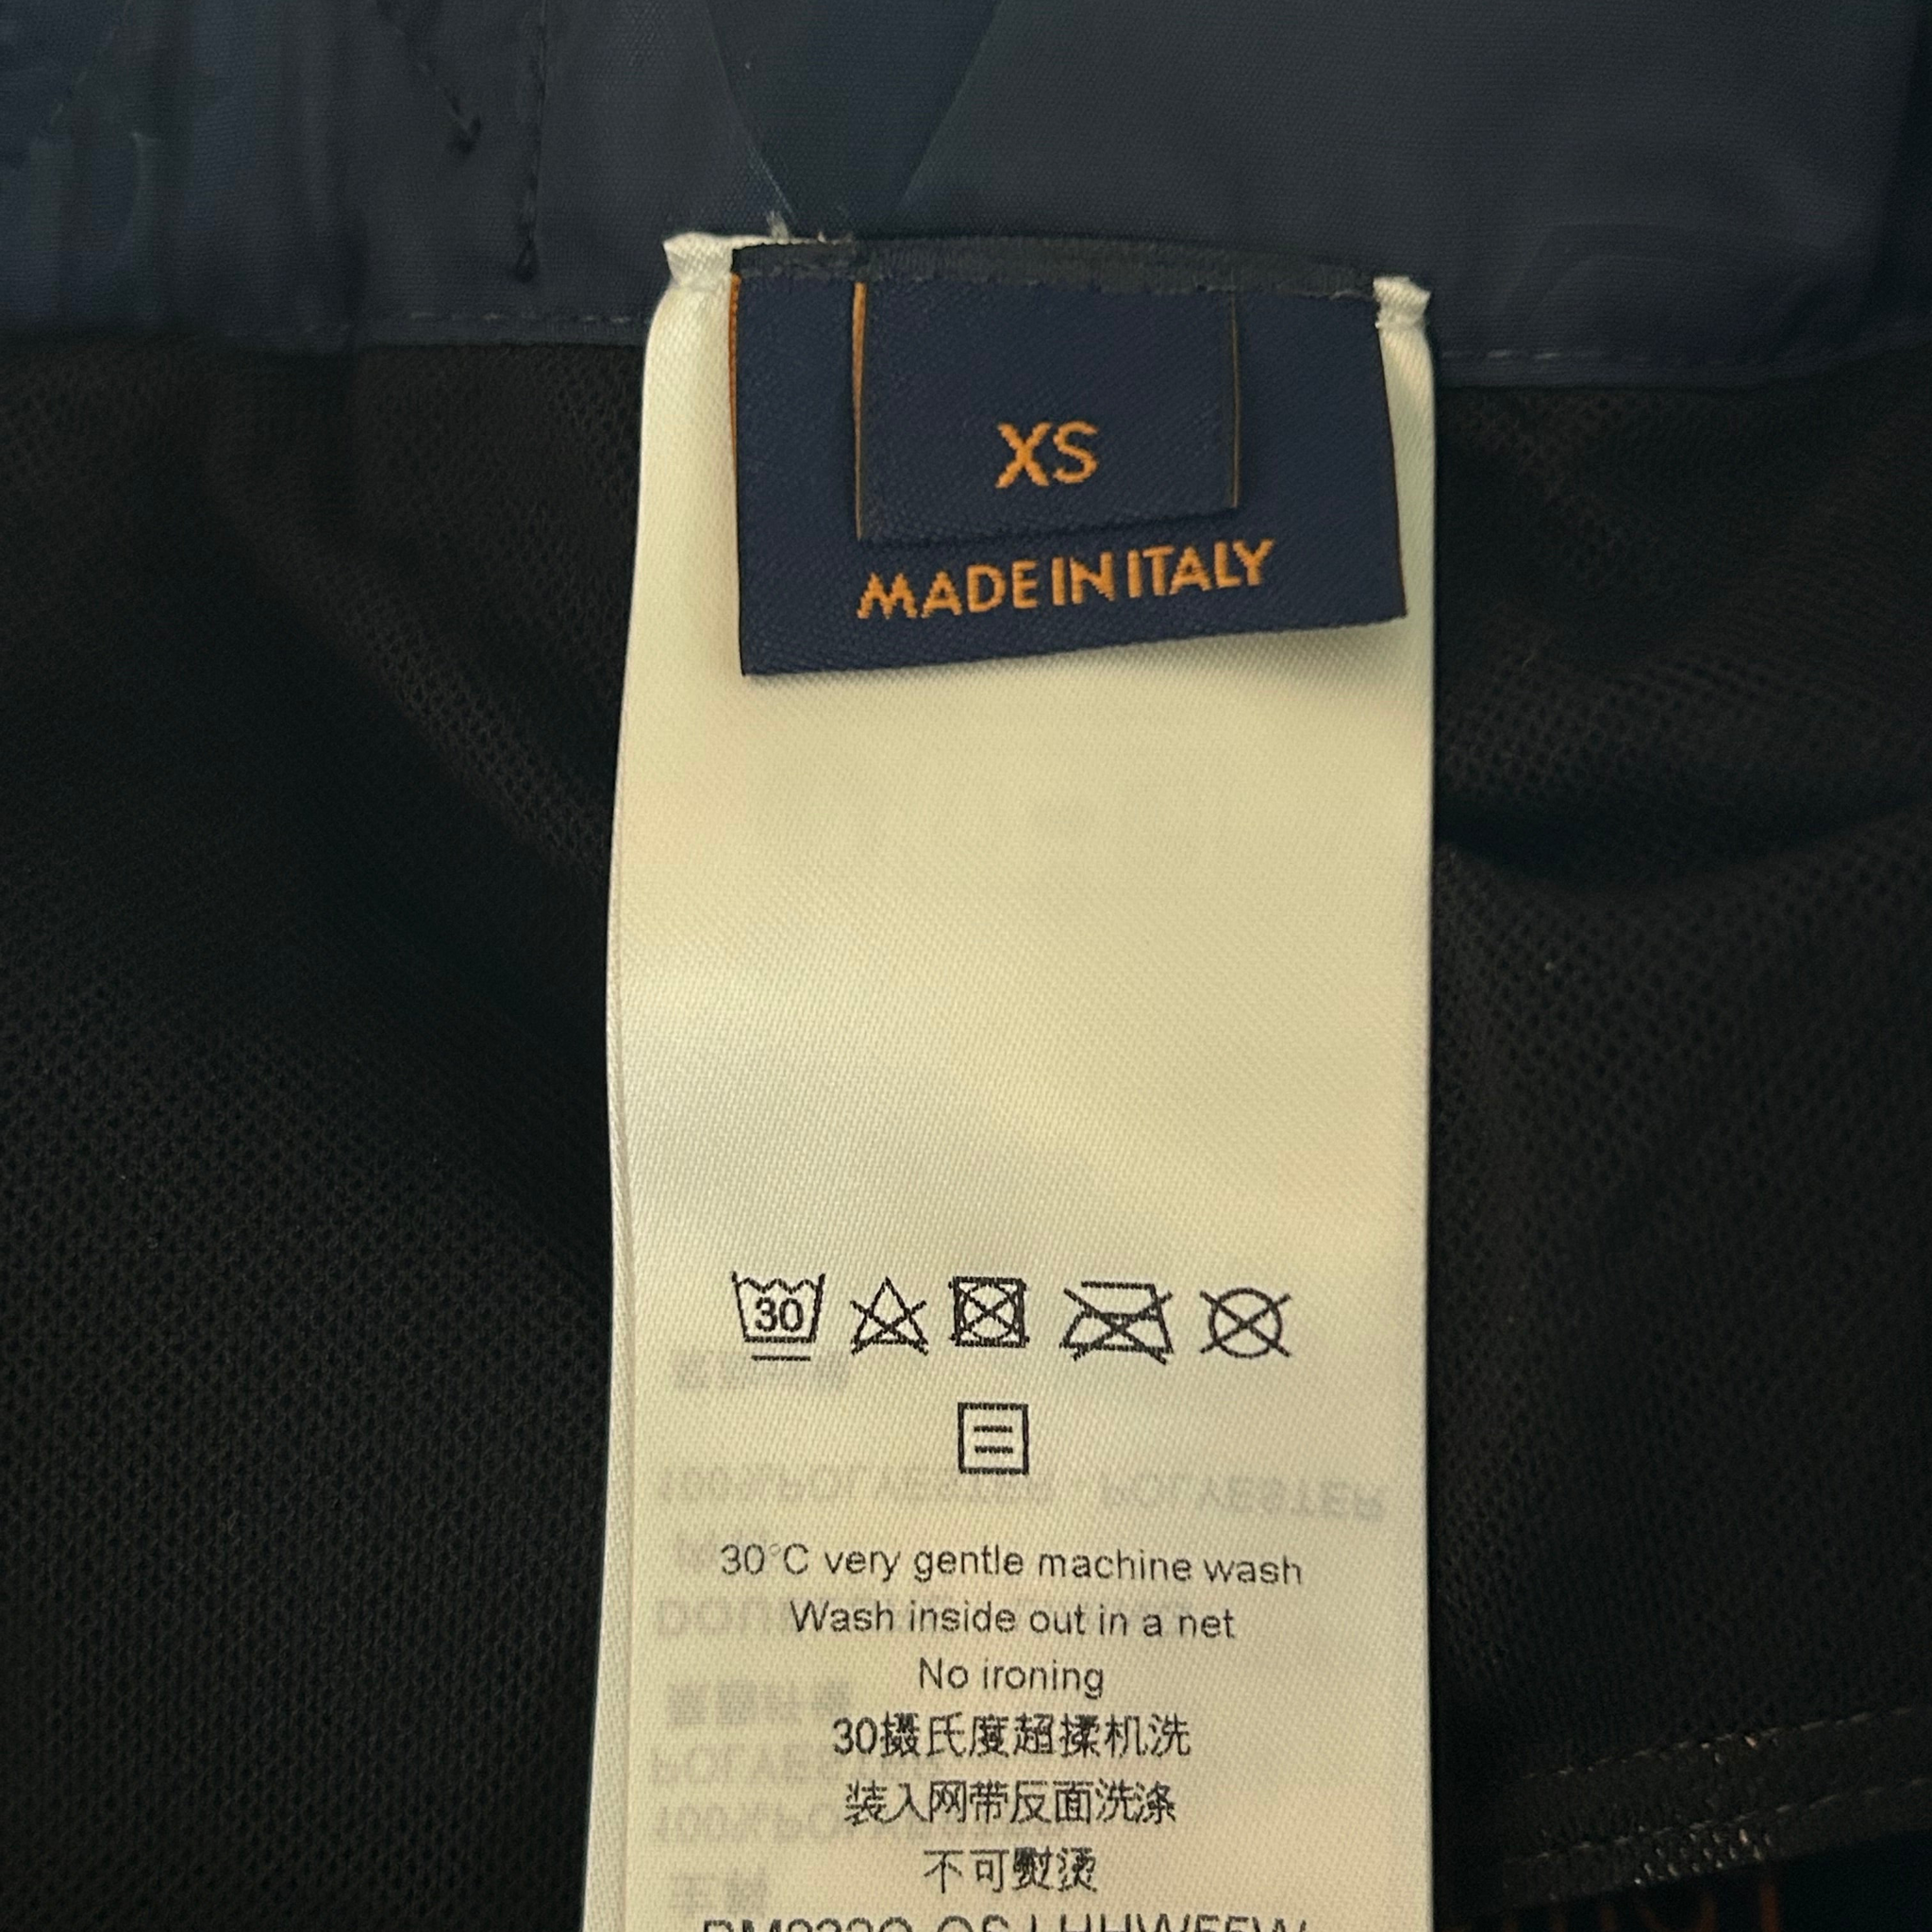 XS
MADE IN ITALY
30
30°C very gentle machine wash
Wash inside out in a net
No ironing
30摄氏度超揉机洗
装入网带反面洗涤
不可熨烫